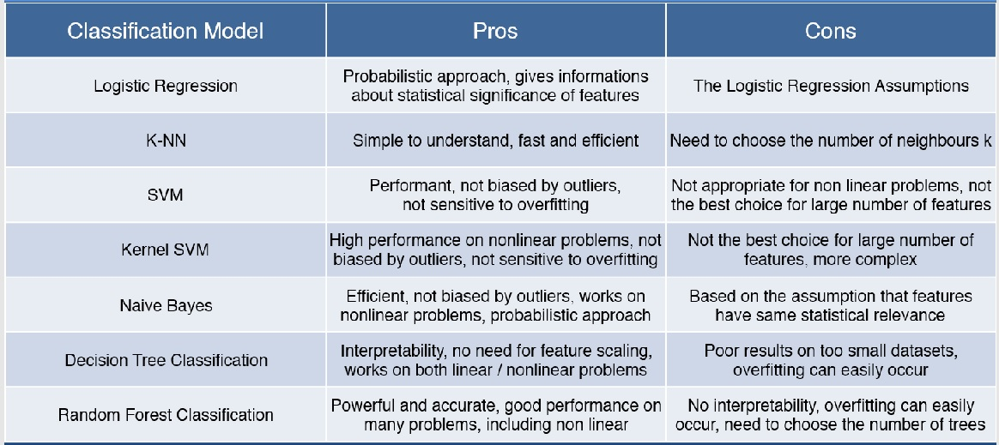 Classification Model
Pros
Cons
Logistic Regression
Probabilistic approach, gives informations
about statistical significance of features
The Logistic Regression Assumptions
K-NN
Simple to understand, fast and efficient
Need to choose the number of neighbours k
SVM
Performant, not biased by outliers,
not sensitive to overfitting
Not appropriate for non linear problems, not
the best choice for large number of features
Kernel SVM
High performance on nonlinear problems, not
biased by outliers, not sensitive to overfitting
Not the best choice for large number of
features, more complex
Naive Bayes
Efficient, not biased by outliers, works on
nonlinear problems, probabilistic approach
Based on the assumption that features
have same statistical relevance
Decision Tree Classification
Interpretability, no need for feature scaling,
works on both linear / nonlinear problems
Poor results on too small datasets,
overfitting can easily occur
Random Forest Classification
Powerful and accurate, good performance on
many problems, including non linear
No interpretability, overfitting can easily
occur, need to choose the number of trees